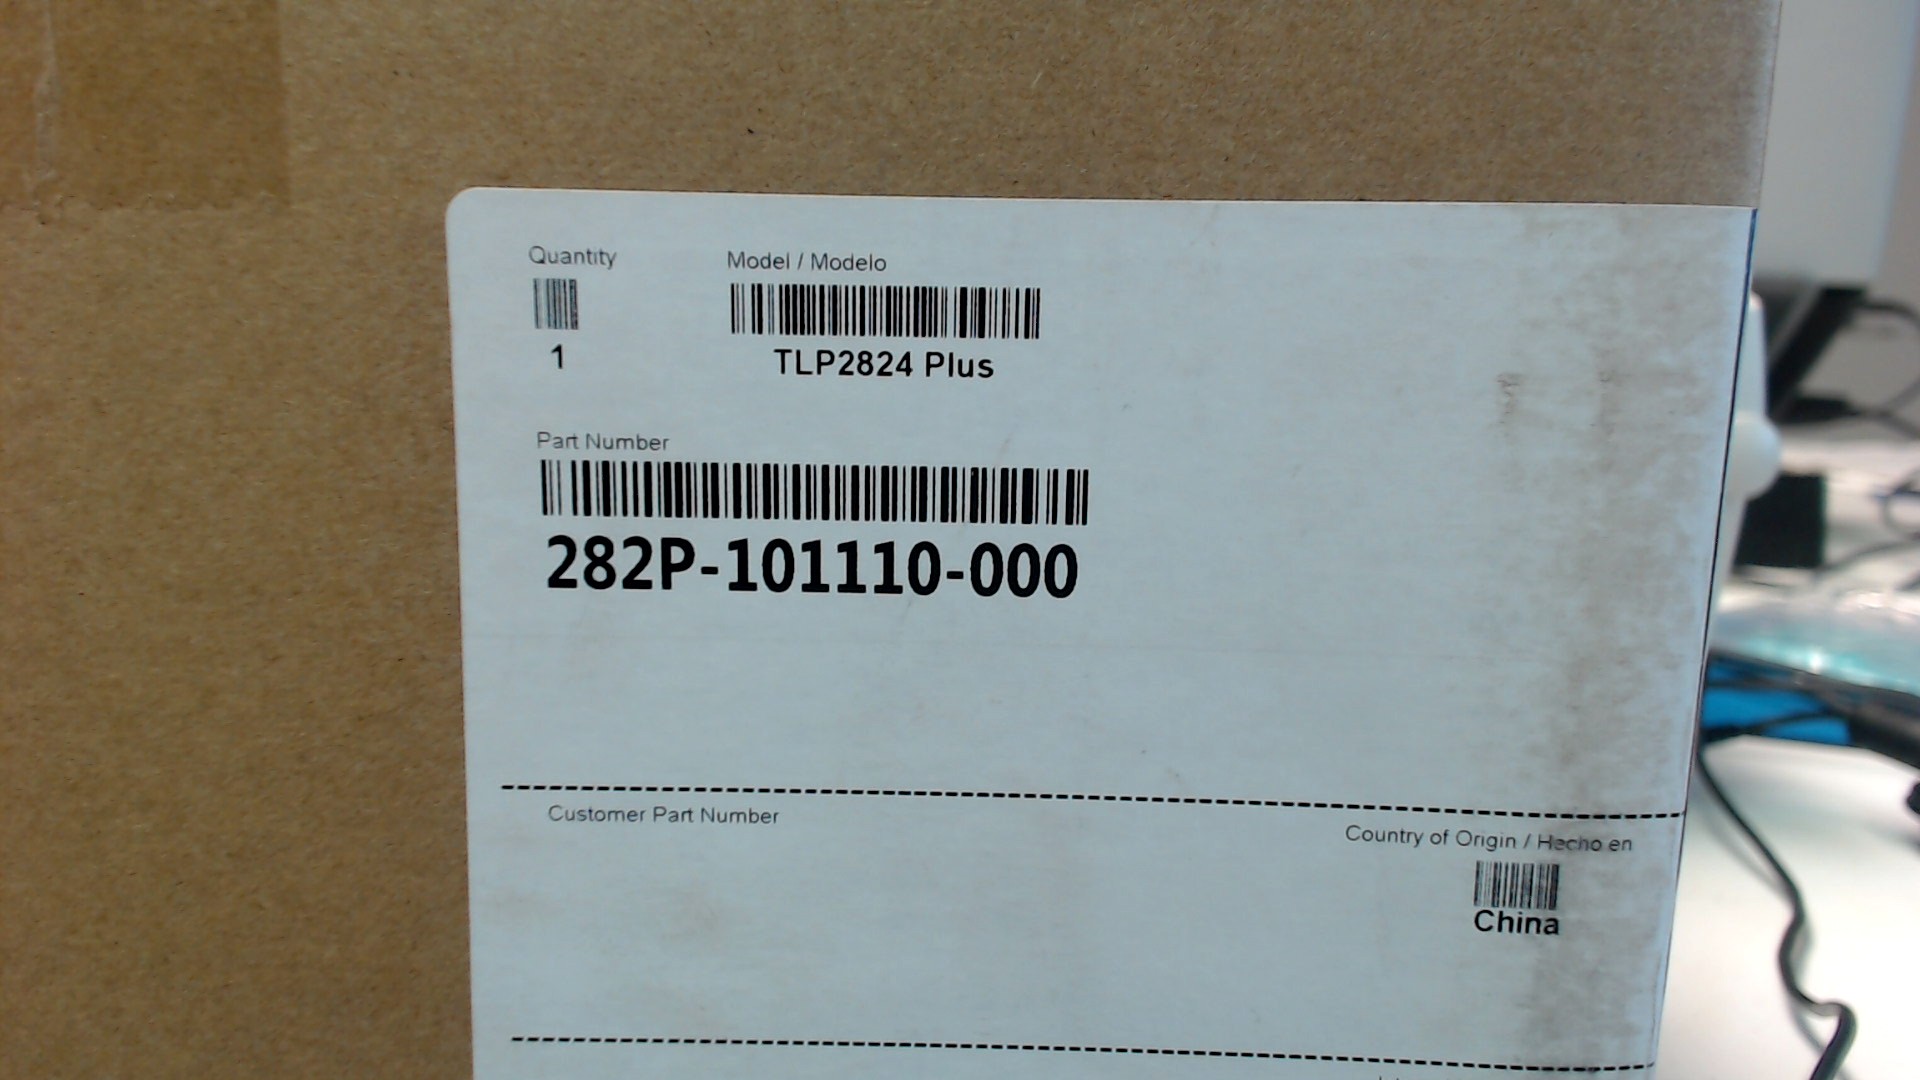 Quantity
Model / Modelo
1
TLP2824 Plus
Part Number
282P-101110-000
Customer Part Number
Country of Origin / Hecho en
China